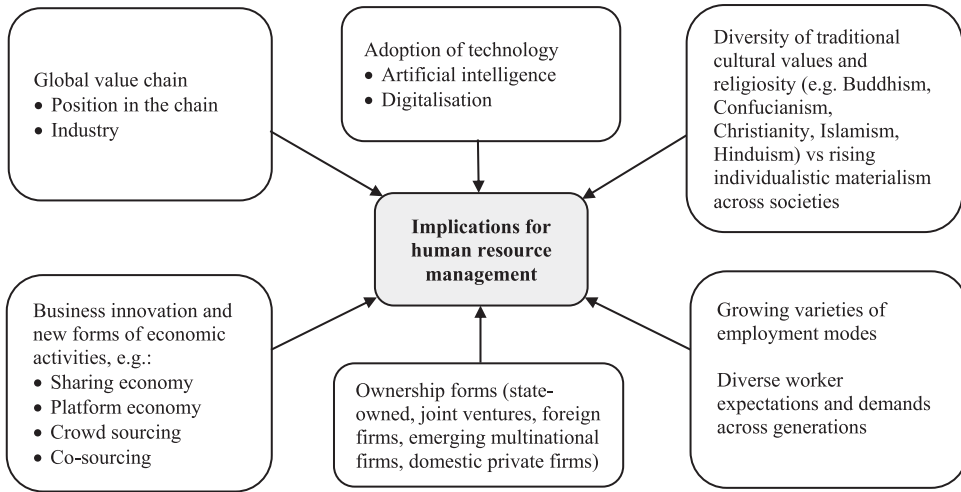 Global value chain
• Position in the chain
• Industry
Adoption of technology
• Artificial intelligence
• Digitalisation
Diversity of traditional
cultural values and
religiosity (e.g. Buddhism,
Confucianism,
Christianity, Islamism,
Hinduism) vs rising
individualistic materialism
across societies
Implications for
human resource
management
Business innovation and
new forms of economic
activities, e.g.:
• Sharing economy
• Platform economy
• Crowd sourcing
• Co-sourcing
Ownership forms (state-
owned, joint ventures, foreign
firms, emerging multinational
firms, domestic private firms)
Growing varieties of
employment modes
Diverse worker
expectations and demands
across generations